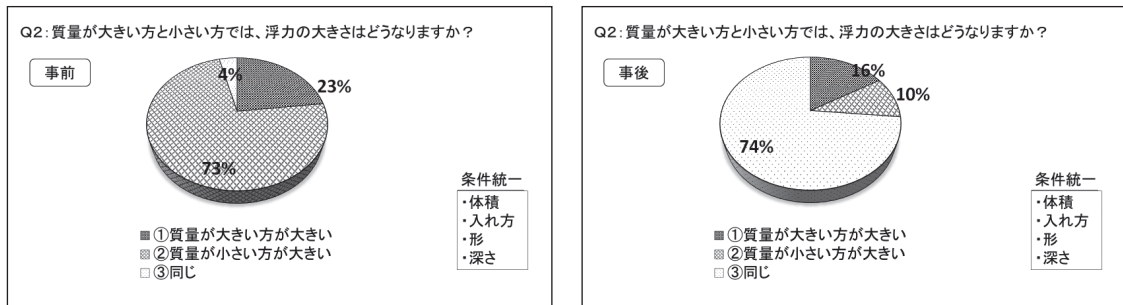 Q2:質量が大きい方と小さい方では、浮力の大きさはどうなりますか?
事前
4%
23%
73%
条件統一
・体積
・入れ方
・形
・深さ
①質量が大きい方が大きい
②質量が小さい方が大きい
③同じ
Q2:質量が大きい方と小さい方では、浮力の大きさはどうなりますか?
事後
16%
10%
74%
条件統一
・体積
・入れ方
・形
・深さ
①質量が大きい方が大きい
②質量が小さい方が大きい
③同じ